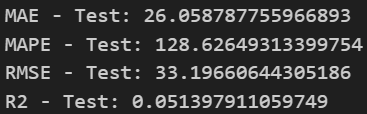 MAE - Test: 26.058787755966893
MAPE - Test: 128.62649313399754
RMSE - Test: 33.19660644305186
R2 - Test: 0.051397911059749